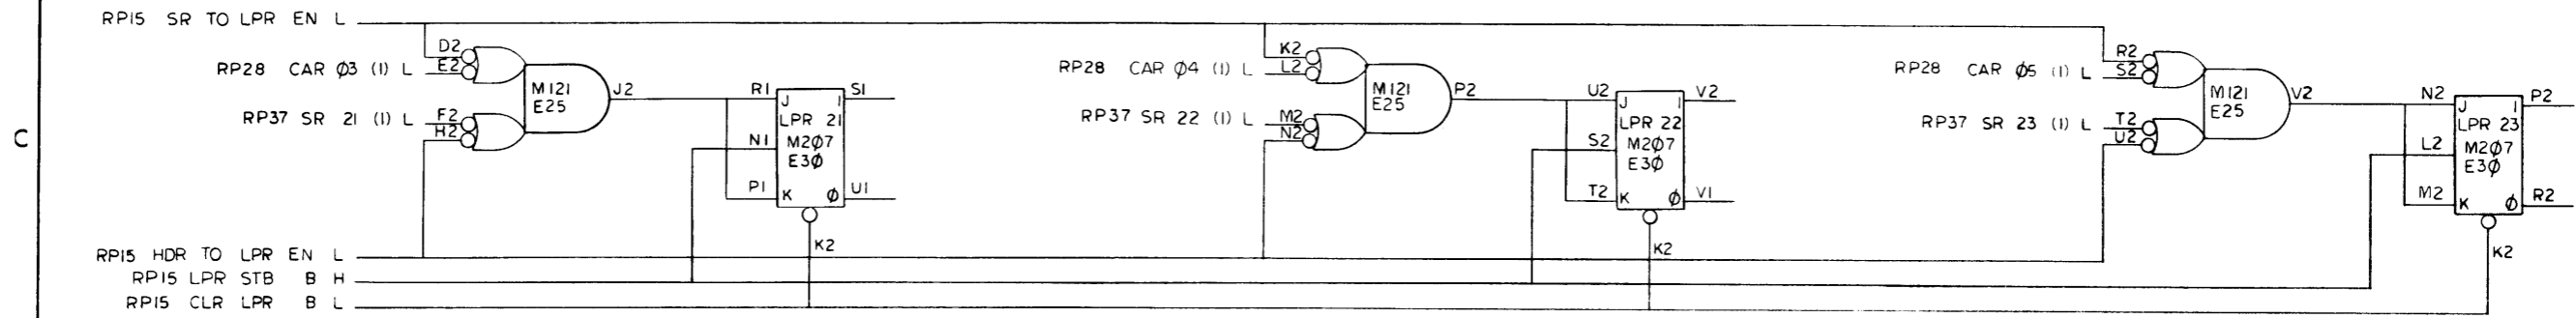 RP15 SR TO LPR EN L
D2
E2
RP28 CAR Ø3 (1) L
RP37 SR 21 (1) L
F2
H2
M121
E25
J2
R1
N1
P1
J 1
LPR 21
M2Ø7
E3Ø
K Ø
S1
U1
K2
K2
L2
RP28 CAR Ø4 (1) L
RP37 SR 22 (1) L
M2
N2
M121
E25
P2
U2
S2
T2
J 1
LPR 22
M2Ø7
E3Ø
K Ø
V2
V1
K2
R2
S2
RP28 CAR Ø5 (1) L
RP37 SR 23 (1) L
T2
U2
M121
E25
V2
N2
L2
M2
J 1
LPR 23
M2Ø7
E3Ø
K Ø
P2
R2
K2
C
RP15 HDR TO LPR EN L
RP15 LPR STB B H
RP15 CLR LPR B L